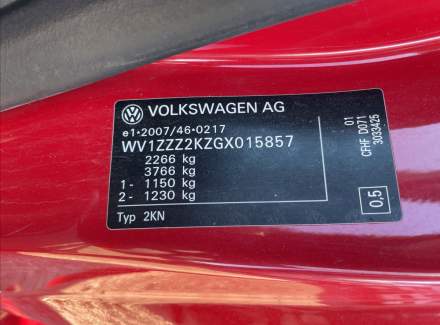 VOLKSWAGEN AG
e1*2007/46*0217
WV1ZZZ2KZGX015857
2266 kg
3766 kg
1- 1150 kg
2- 1230 kg
Typ 2KN
01
CFHF D071
3033425
0,5